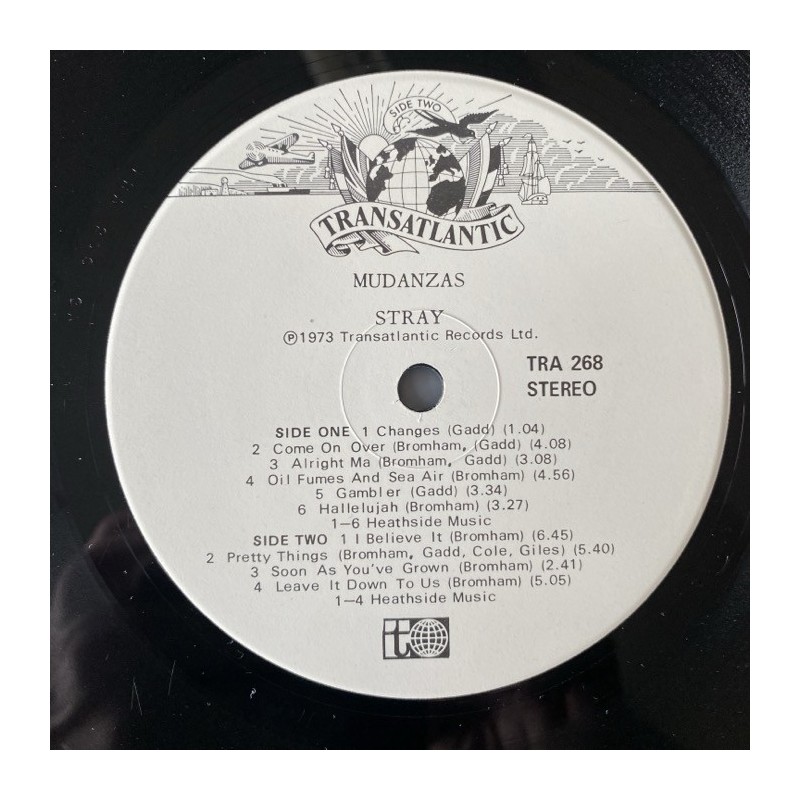 SIDE TWO
TRANSATLANTIC
MUDANZAS
STRAY
Ⓟ1973 Transatlantic Records Ltd.
TRA 268
STEREO
SIDE ONE 1 Changes (Gadd) (1.04)
2 Come On Over (Bromham, (Gadd) (4.08)
3 Alright Ma (Bromham, Gadd) (3.08)
4 Oil Fumes And Sea Air (Bromham) (4.56)
5 Gambler (Gadd) (3.34)
6 Hallelujah (Bromham) (3.27)
1—6 Heathside Music
SIDE TWO 1 I Believe It (Bromham) (6.45)
2 Pretty Things (Bromham, Gadd, Cole, Giles) (5.40)
3 Soon As You've Grown (Bromham) (2.41)
4 Leave It Down To Us (Bromham) (5.05)
1—4 Heathside Music
t